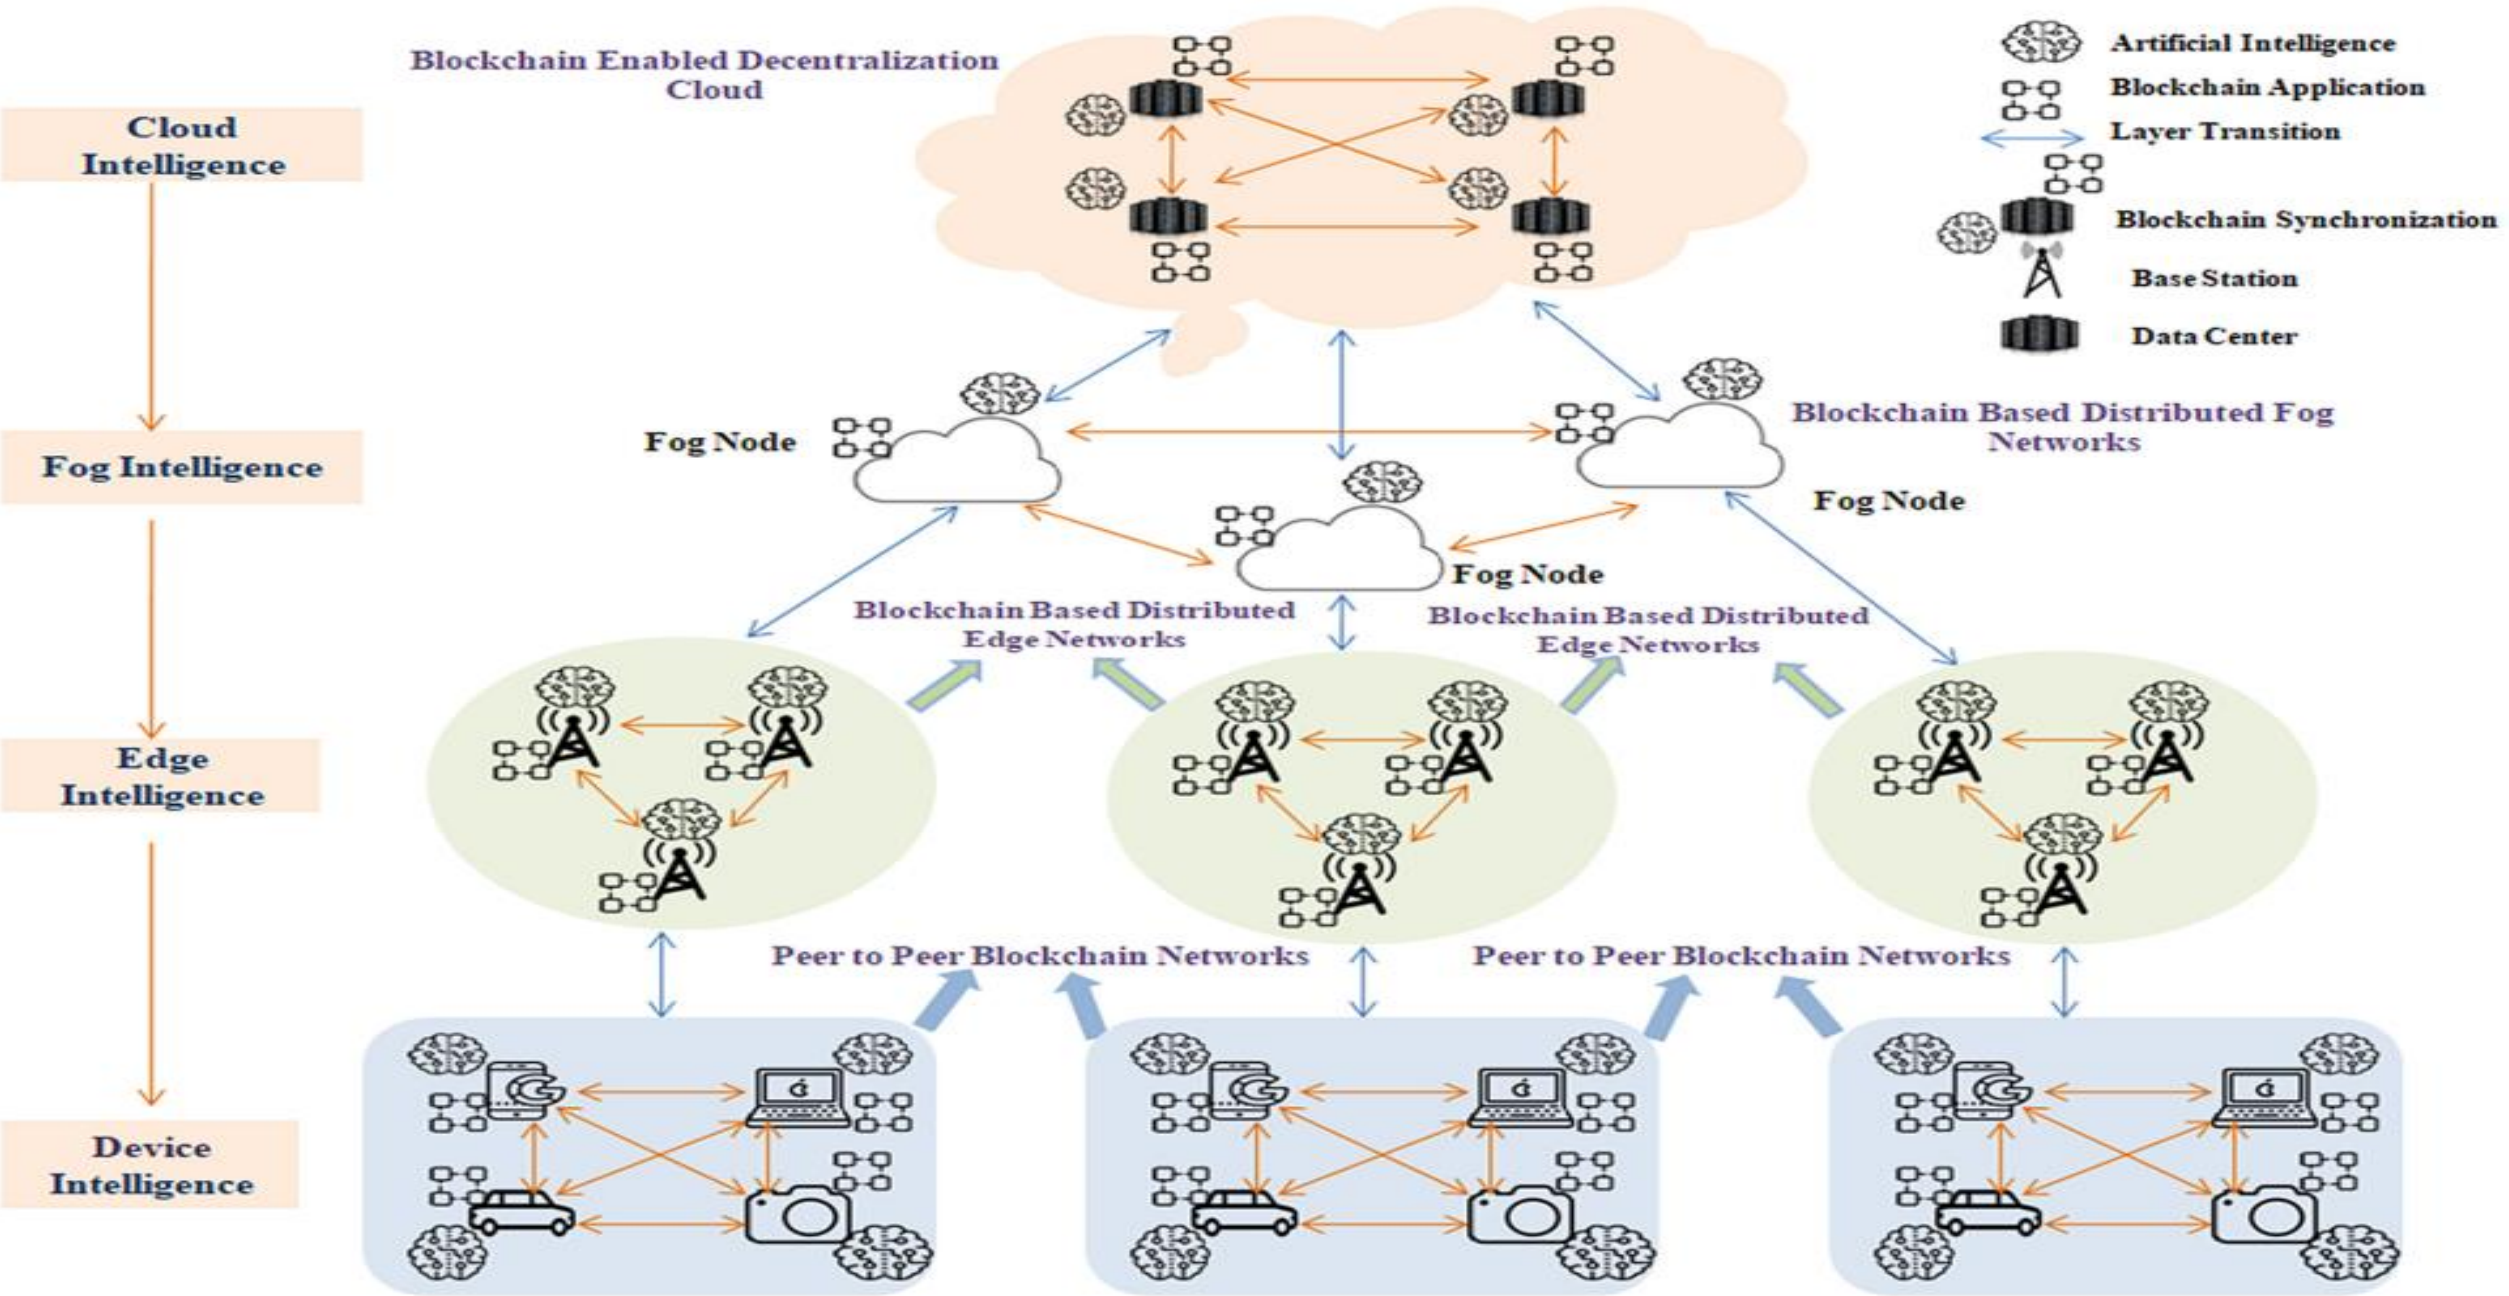 Blockchain Enabled Decentralization
Cloud
Artificial Intelligence
Blockchain Application
Layer Transition
Blockchain Synchronization
Base Station
Data Center
Cloud
Intelligence
Fog Intelligence
Edge
Intelligence
Device
Intelligence
Fog Node
Blockchain Based Distributed Fog
Networks
Fog Node
Fog Node
Blockchain Based Distributed
Edge Networks
Blockchain Based Distributed
Edge Networks
Peer to Peer Blockchain Networks
Peer to Peer Blockchain Networks